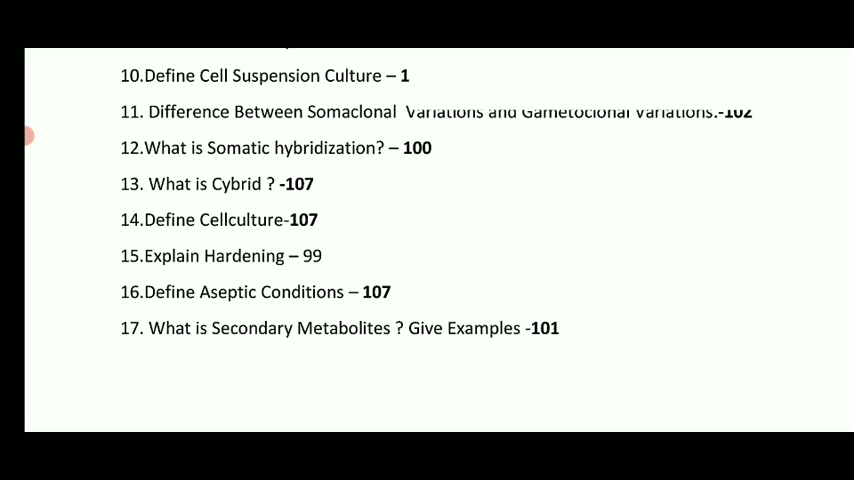 10.Define Cell Suspension Culture – 1
11. Difference Between Somaclonal Variations and Gametoclonal Variations.-102
12.What is Somatic hybridization? – 100
13. What is Cybrid ? -107
14.Define Cellculture-107
15.Explain Hardening – 99
16.Define Aseptic Conditions – 107
17. What is Secondary Metabolites ? Give Examples -101